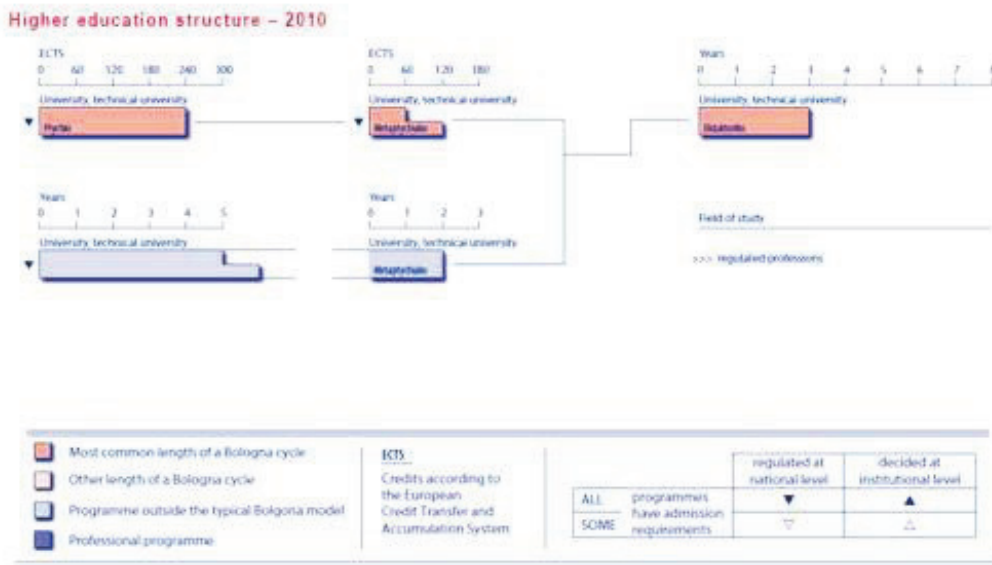 Higher education structure – 2010
ECTS
0 60 120 180 240 300
University, technical university
Ptychio
ECTS
0 60 120 180
University, technical university
Metaptychiako
Years
0 1 2 3 4 5 6 7 8
University, technical university
Years
0 1 2 3 4 5
University, technical university
Years
0 1 2 3
University, technical university
Metaptychiako
Field of study
>>> regulated professions
Most common length of a Bologna cycle
Other length of a Bologna cycle
Programme outside the typical Bolgona model
Professional programme
ECTS
Credits according to
the European
Credit Transfer and
Accumulation System
regulated at
national level
decided at
institutional level
ALL
SOME
programmes
have admission
requirements